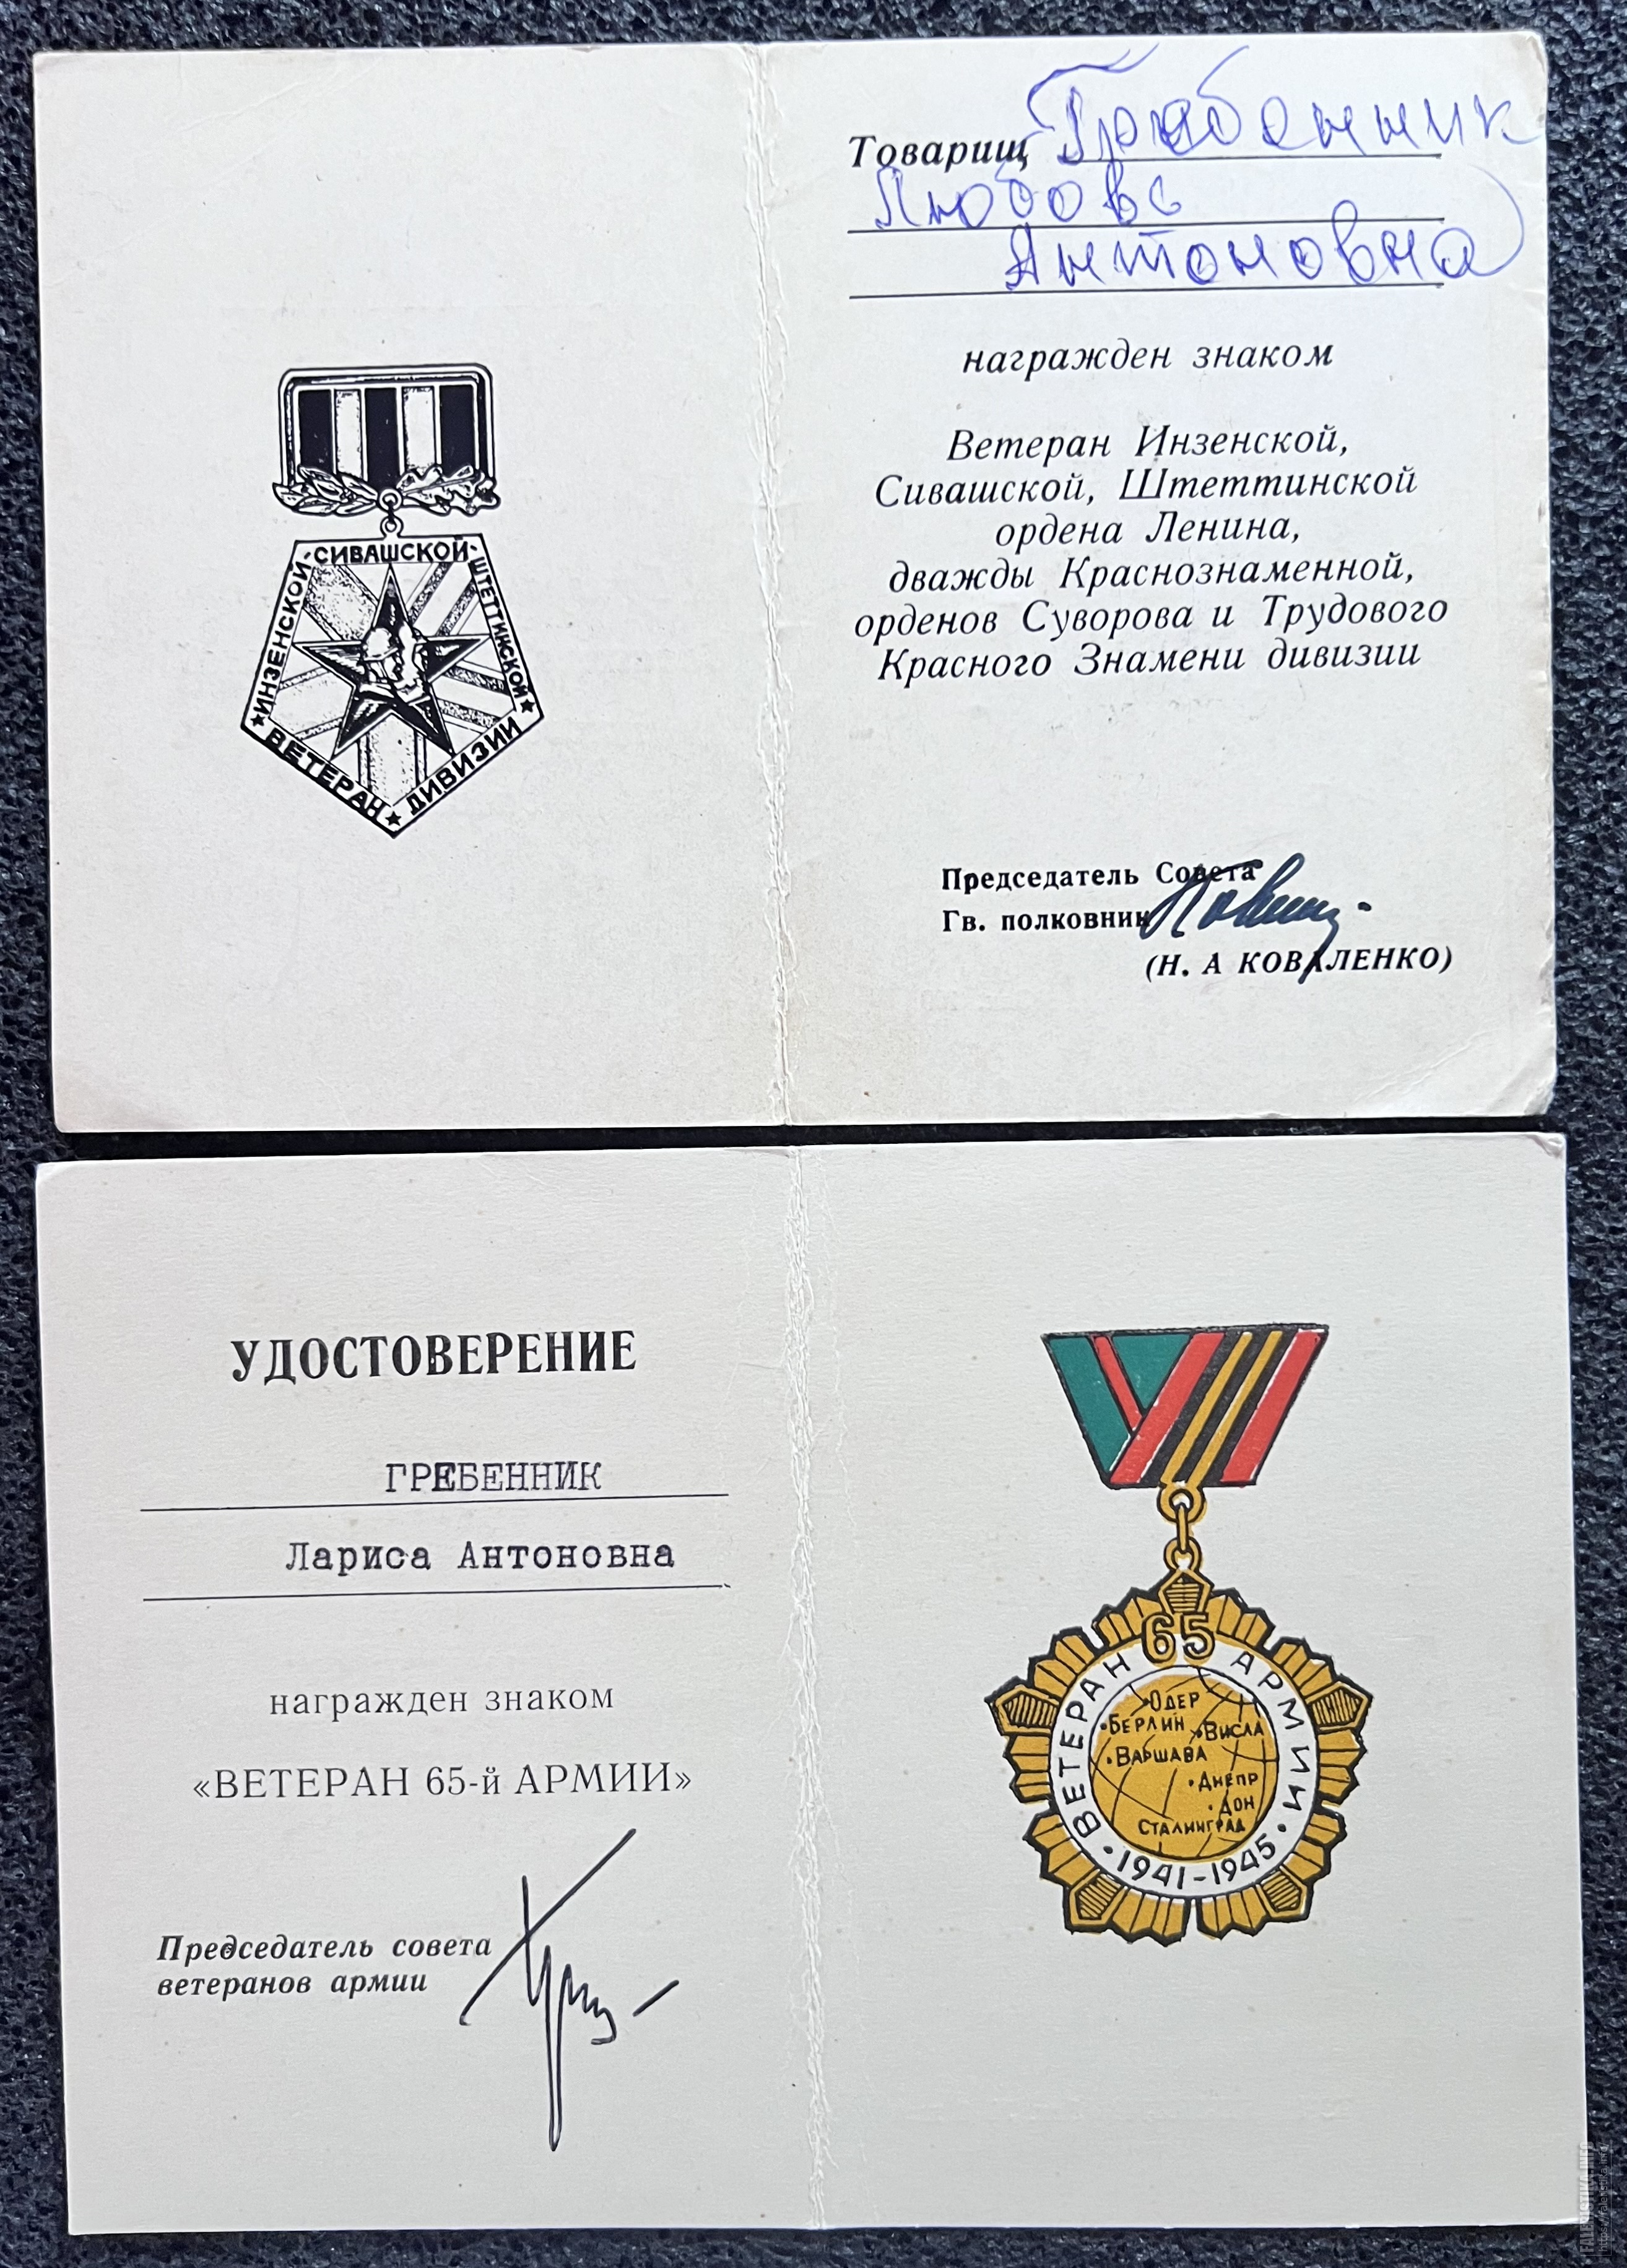 Товарищ Гребенник
Любовь
Антоновна
награжден знаком
Ветеран Инзенской,
Сивашской, Штеттинской
ордена Ленина,
дважды Краснознаменной,
орденов Суворова и Трудового
Красного Знамени дивизии
Председатель Совета
Гв. полковник
(Н. А КОВАЛЕНКО)
ИНЗЕНСКОЙ · СИВАШСКОЙ · ШТЕТТИНСКОЙ
ВЕТЕРАН ДИВИЗИИ
УДОСТОВЕРЕНИЕ
ГРЕБЕННИК
Лариса Антоновна
награжден знаком
«ВЕТЕРАН 65-й АРМИИ»
Председатель совета
ветеранов армии
65
ВЕТЕРАН АРМИИ
ОДЕР
БЕРЛИН ВИСЛА
ВАРШАВА
ДНЕПР
ДОН
СТАЛИНГРАД
1941-1945